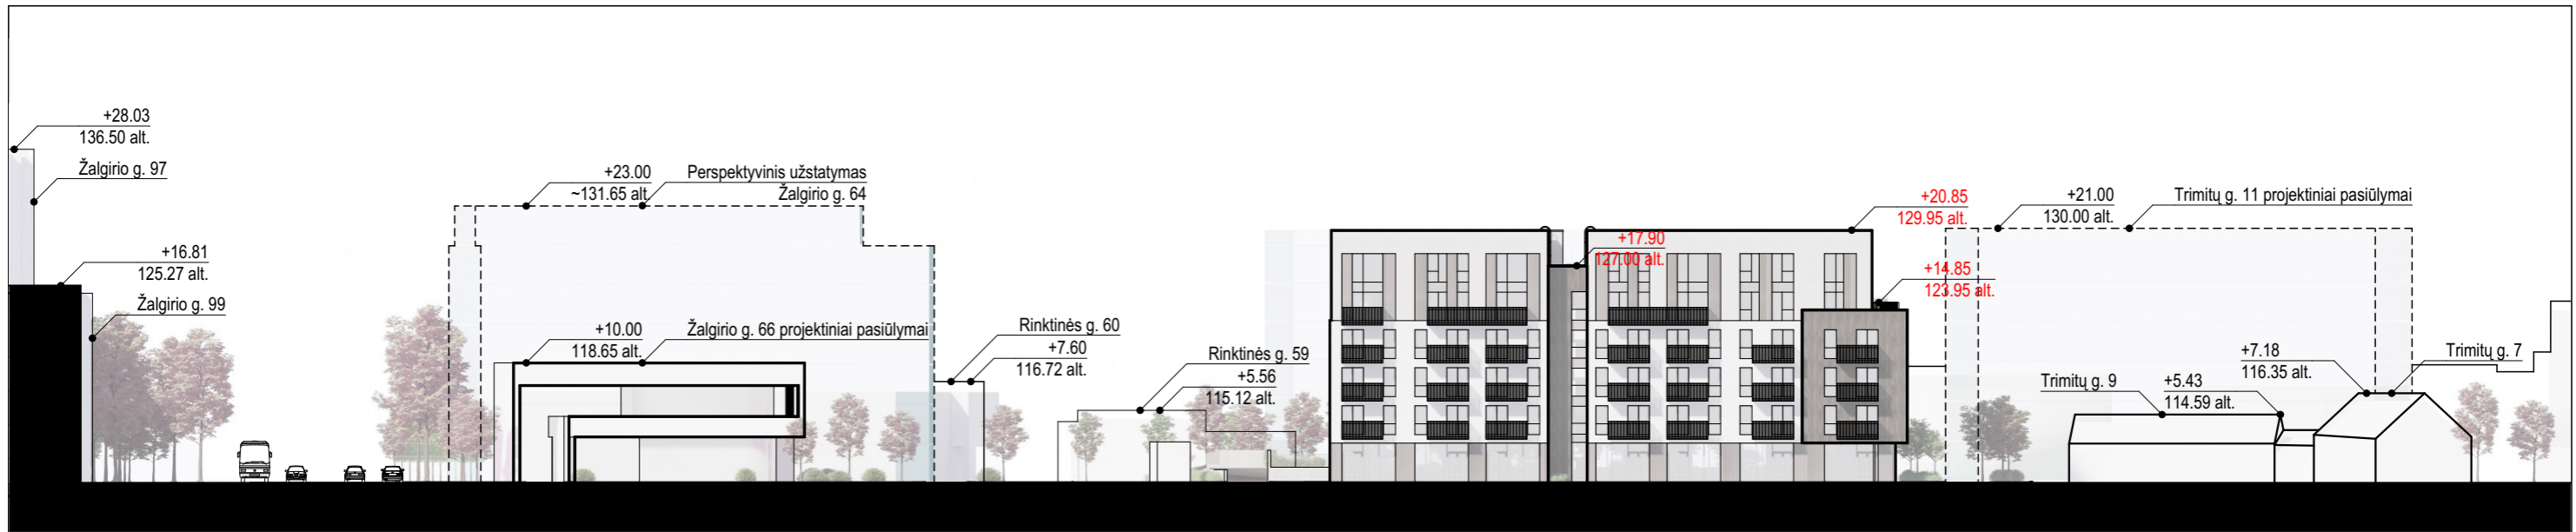 +28.03
136.50 alt.
Žalgirio g. 97
+16.81
125.27 alt.
Žalgirio g. 99
+23.00
~131.65 alt.
Perspektyvinis užstatymas
Žalgirio g. 64
+10.00
118.65 alt.
Žalgirio g. 66 projektiniai pasiūlymai
Rinktinės g. 60
+7.60
116.72 alt.
Rinktinės g. 59
+5.56
115.12 alt.
+17.90
127.00 alt.
+20.85
129.95 alt.
+14.85
123.95 alt.
+21.00
130.00 alt.
Trimitų g. 11 projektiniai pasiūlymai
Trimitų g. 9
+5.43
114.59 alt.
+7.18
116.35 alt.
Trimitų g. 7